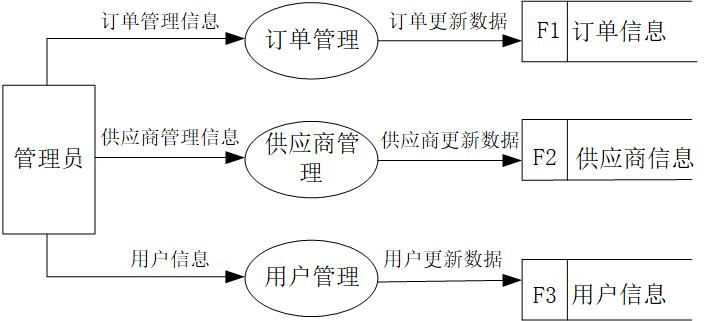 订单管理信息
订单管理
订单更新数据
F1 订单信息
管理员
供应商管理信息
供应商管
理
供应商更新数据
F2 供应商信息
用户信息
用户管理
用户更新数据
F3 用户信息